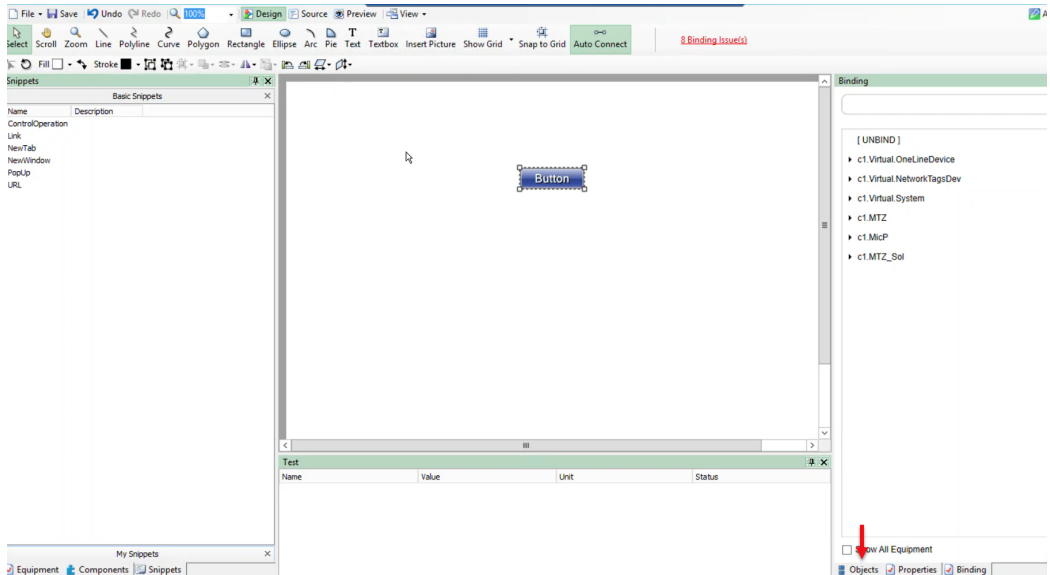 File Save Undo Redo 100% Design Source Preview View
Select Scroll Zoom Line Polyline Curve Polygon Rectangle Ellipse Arc Pie Text Textbox Insert Picture Show Grid Snap to Grid Auto Connect 8 Binding Issue(s)
Fill Stroke
Snippets
Basic Snippets
Name Description
ControlOperation
Link
NewTab
NewWindow
PopUp
URL
My Snippets
Equipment Components Snippets
Button
Test
Name Value Unit Status
Binding
[ UNBIND ]
c1.Virtual.OneLineDevice
c1.Virtual.NetworkTagsDev
c1.Virtual.System
c1.MTZ
c1.MicP
c1.MTZ_Sol
Show All Equipment
Objects Properties Binding